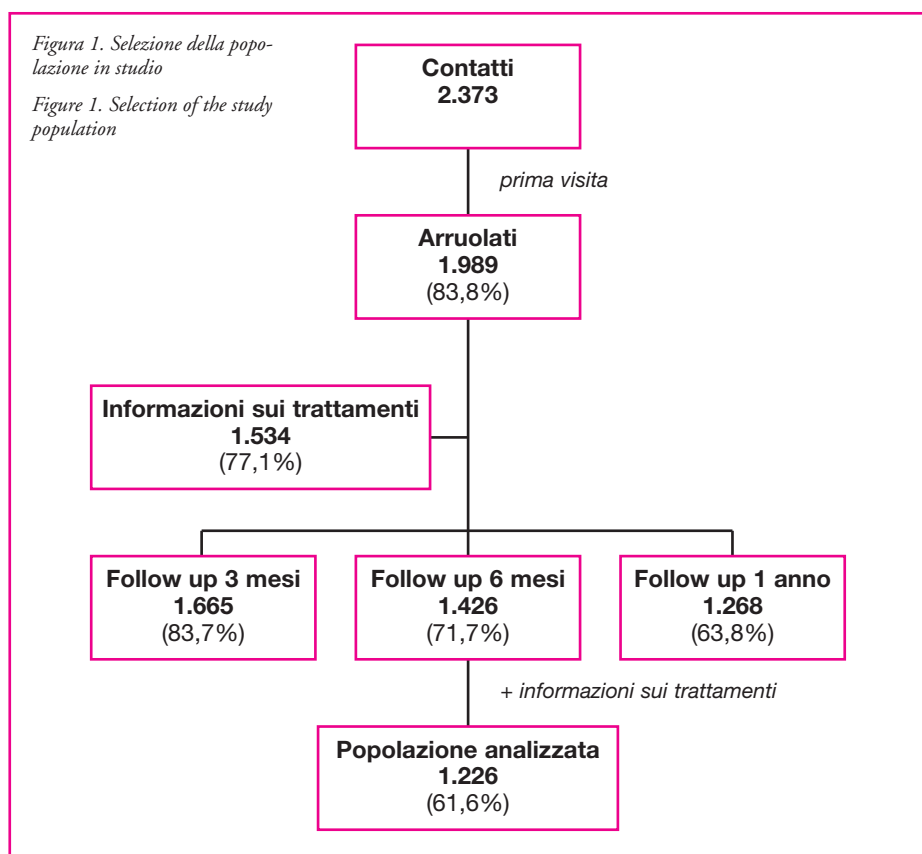 Figura 1. Selezione della popo-
lazione in studio
Figure 1. Selection of the study
population
Contatti
2.373
prima visita
Arruolati
1.989
(83,8%)
Informazioni sui trattamenti
1.534
(77,1%)
Follow up 3 mesi
1.665
(83,7%)
Follow up 6 mesi
1.426
(71,7%)
Follow up 1 anno
1.268
(63,8%)
+ informazioni sui trattamenti
Popolazione analizzata
1.226
(61,6%)